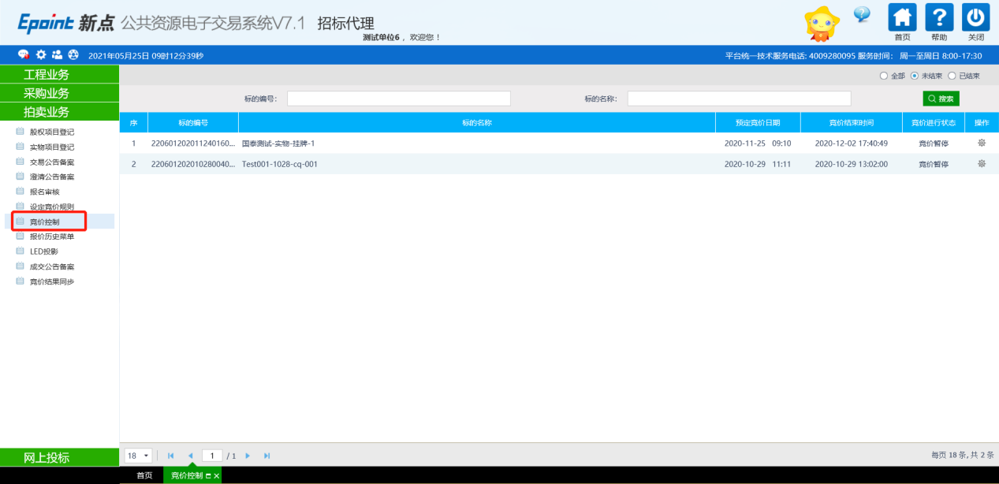 Epoint 新点 公共资源电子交易系统V7.1 招标代理
测试单位6 ，欢迎您！
首页 帮助 关闭
2021年05月25日 09时12分39秒
平台统一技术服务电话: 4009280095 服务时间： 周一至周日 8:00-17:30
工程业务
采购业务
拍卖业务
股权项目登记
实物项目登记
交易公告备案
澄清公告备案
报名审核
设定竞价规则
竞价控制
报价历史菜单
LED投影
成交公告备案
竞价结果同步
网上投标
全部 未结束 已结束
标的编号： 标的名称： 搜索
序 标的编号 标的名称 预定竞价日期 竞价结束时间 竞价进行状态 操作
1 220601202011240160... 国泰测试-实物-挂牌-1 2020-11-25 09:10 2020-12-02 17:40:49 竞价暂停
2 220601202010280040... Test001-1028-cq-001 2020-10-29 11:11 2020-10-29 13:02:00 竞价暂停
18 1 / 1 每页 18 条, 共 2 条
首页 竞价控制